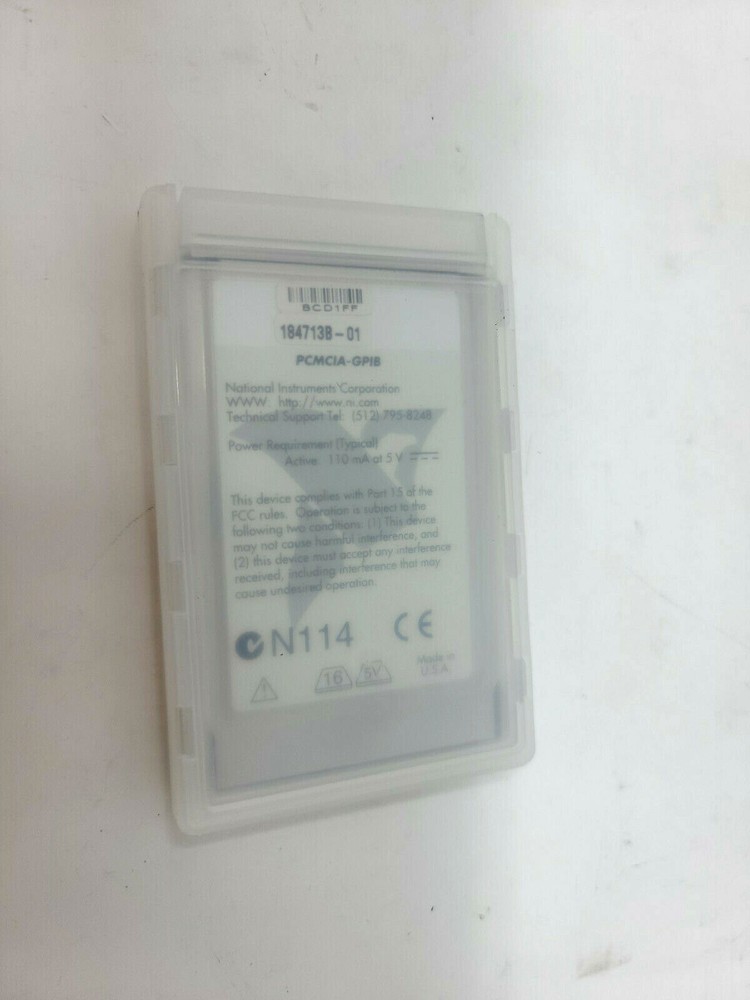 BCD1FF
184713B-01
PCMCIA-GPIB
National Instruments Corporation
WWW: http://www.ni.com
Technical Support Tel: (512) 795-8248
Power Requirement (Typical)
Active: 110 mA at 5 V
This device complies with Part 15 of the
FCC rules. Operation is subject to the
following two conditions: (1) This device
may not cause harmful interference, and
(2) this device must accept any interference
received, including interference that may
cause undesired operation.
N114 CE
16 5V
Made in
U.S.A.